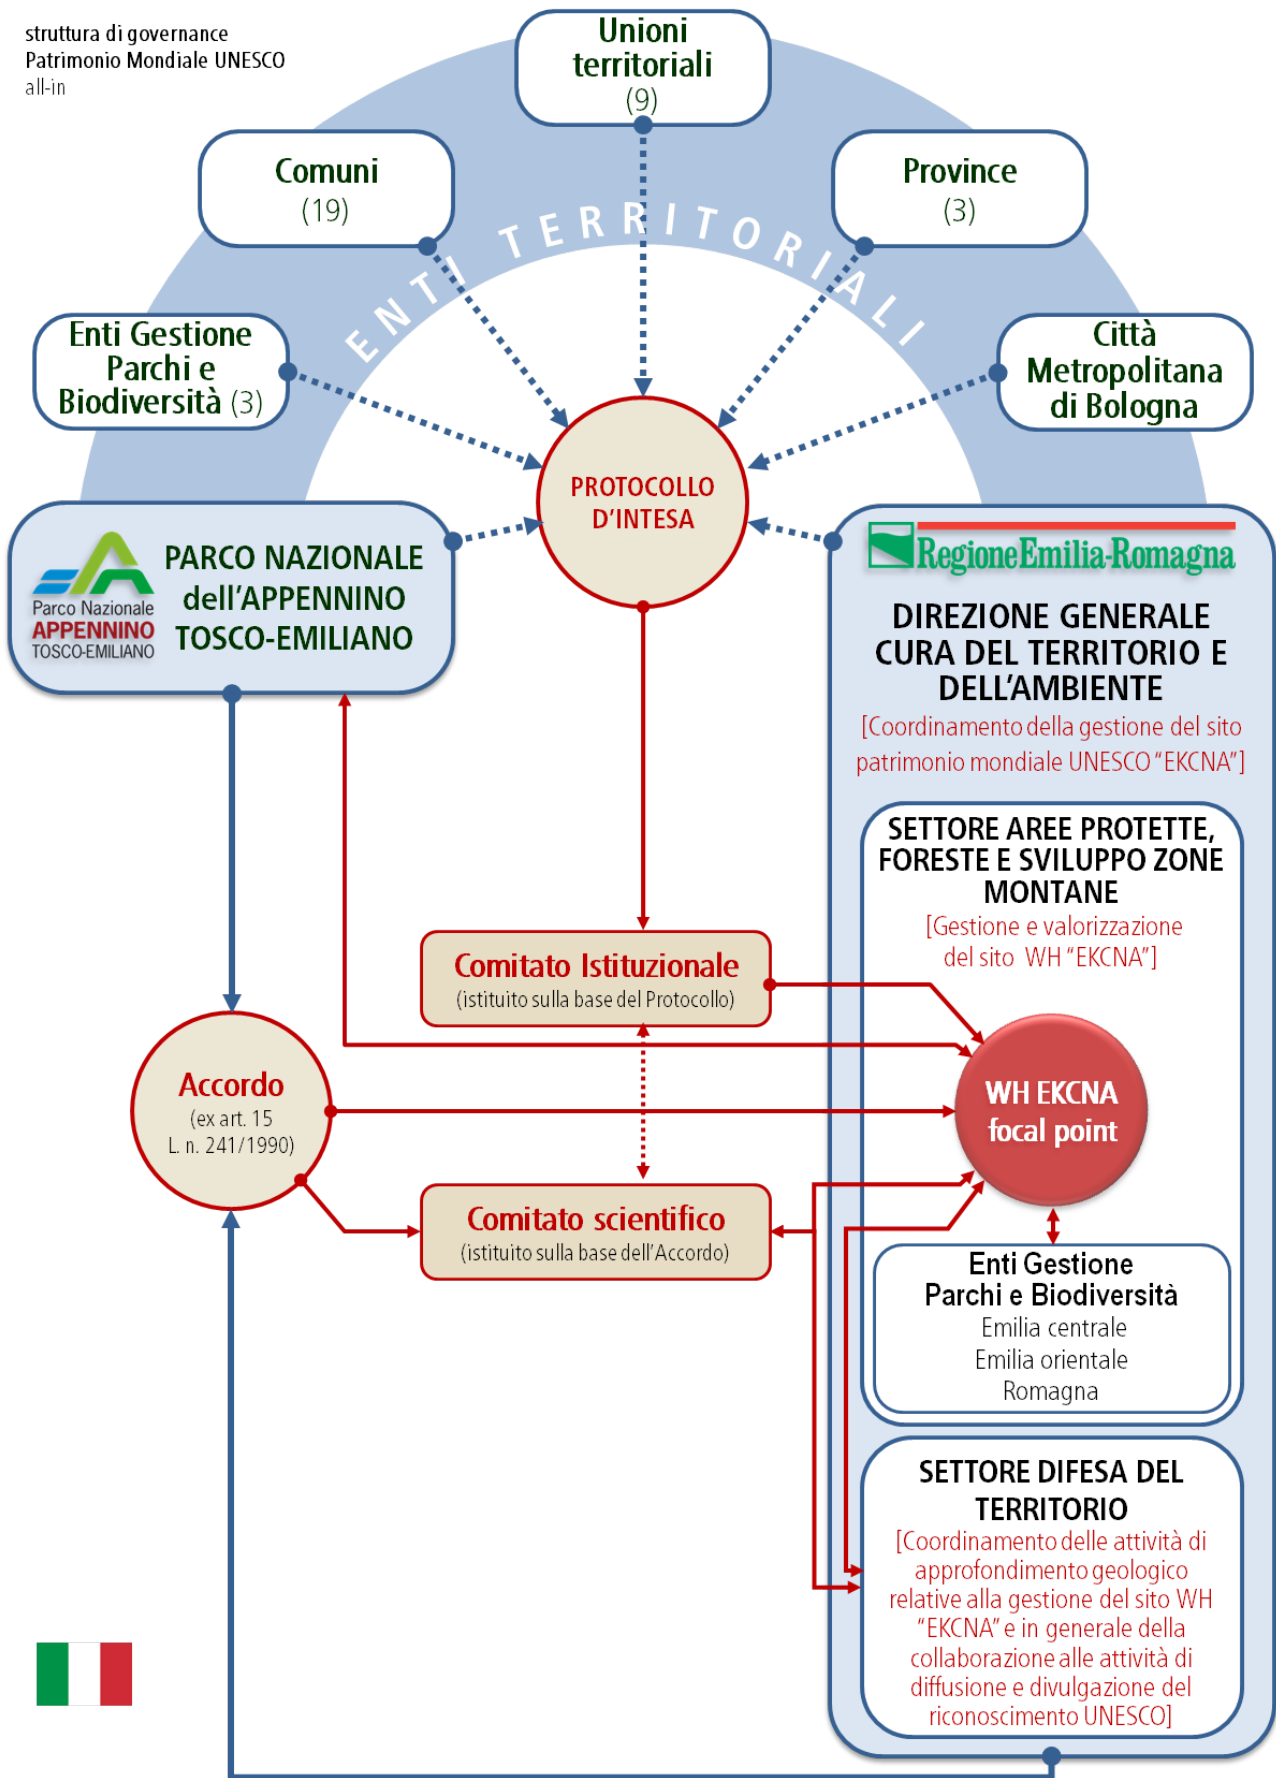 struttura di governance
Patrimonio Mondiale UNESCO
all-in
Unioni
territoriali
(9)
Comuni
(19)
Province
(3)
ENTI TERRITORIALI
Enti Gestione
Parchi e
Biodiversità (3)
Città
Metropolitana
di Bologna
PROTOCOLLO
D'INTESA
Parco Nazionale
APPENNINO
TOSCO-EMILIANO
PARCO NAZIONALE
dell'APPENNINO
TOSCO-EMILIANO
RegioneEmilia-Romagna
DIREZIONE GENERALE
CURA DEL TERRITORIO E
DELL'AMBIENTE
[Coordinamento della gestione del sito
patrimonio mondiale UNESCO "EKCNA"]
SETTORE AREE PROTETTE,
FORESTE E SVILUPPO ZONE
MONTANE
[Gestione e valorizzazione
del sito WH "EKCNA"]
Comitato Istituzionale
(istituito sulla base del Protocollo)
Accordo
(ex art. 15
L. n. 241/1990)
WH EKCNA
focal point
Comitato scientifico
(istituito sulla base dell'Accordo)
Enti Gestione
Parchi e Biodiversità
Emilia centrale
Emilia orientale
Romagna
SETTORE DIFESA DEL
TERRITORIO
[Coordinamento delle attività di
approfondimento geologico
relative alla gestione del sito WH
"EKCNA" e in generale della
collaborazione alle attività di
diffusione e divulgazione del
riconoscimento UNESCO]